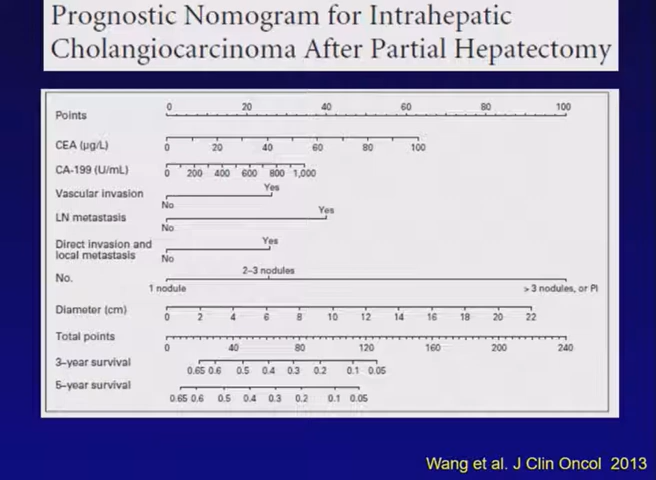 Prognostic Nomogram for Intrahepatic
Cholangiocarcinoma After Partial Hepatectomy
Points 0 20 40 60 80 100
CEA (µg/L) 0 20 40 60 80 100
CA-199 (U/mL) 0 200 400 600 800 1,000
Vascular invasion No Yes
LN metastasis No Yes
Direct invasion and
local metastasis No Yes
No. 1 nodule 2–3 nodules > 3 nodules, or PI
Diameter (cm) 0 2 4 6 8 10 12 14 16 18 20 22
Total points 0 40 80 120 160 200 240
3-year survival 0.65 0.6 0.5 0.4 0.3 0.2 0.1 0.05
5-year survival 0.65 0.6 0.5 0.4 0.3 0.2 0.1 0.05
Wang et al. J Clin Oncol 2013